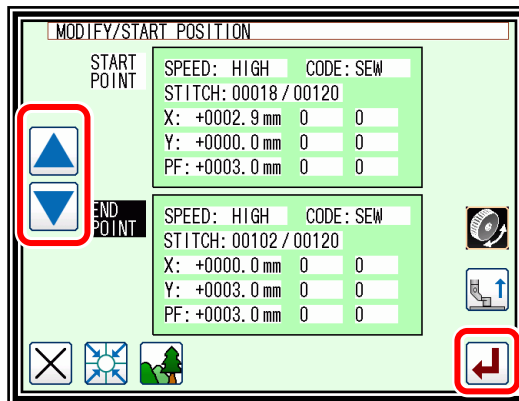 MODIFY/START POSITION
START
POINT
SPEED: HIGH CODE: SEW
STITCH: 00018 / 00120
X: +0002.9 mm 0 0
Y: +0000.0 mm 0 0
PF: +0003.0 mm 0 0
END
POINT
SPEED: HIGH CODE: SEW
STITCH: 00102 / 00120
X: +0000.0 mm 0 0
Y: +0003.0 mm 0 0
PF: +0003.0 mm 0 0